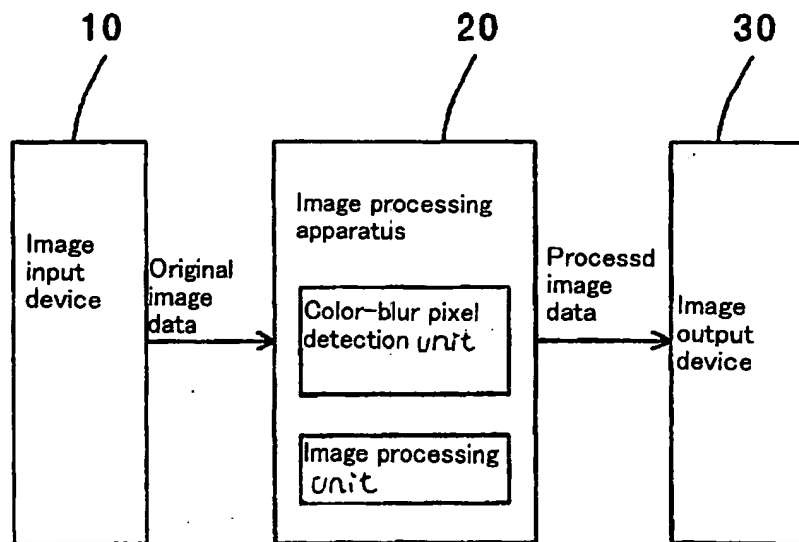 10
20
30
Image
input
device
Original
image
data
Image processing
apparatus
Color-blur pixel
detection unit
Image processing
unit
Processd
image
data
Image
output
device